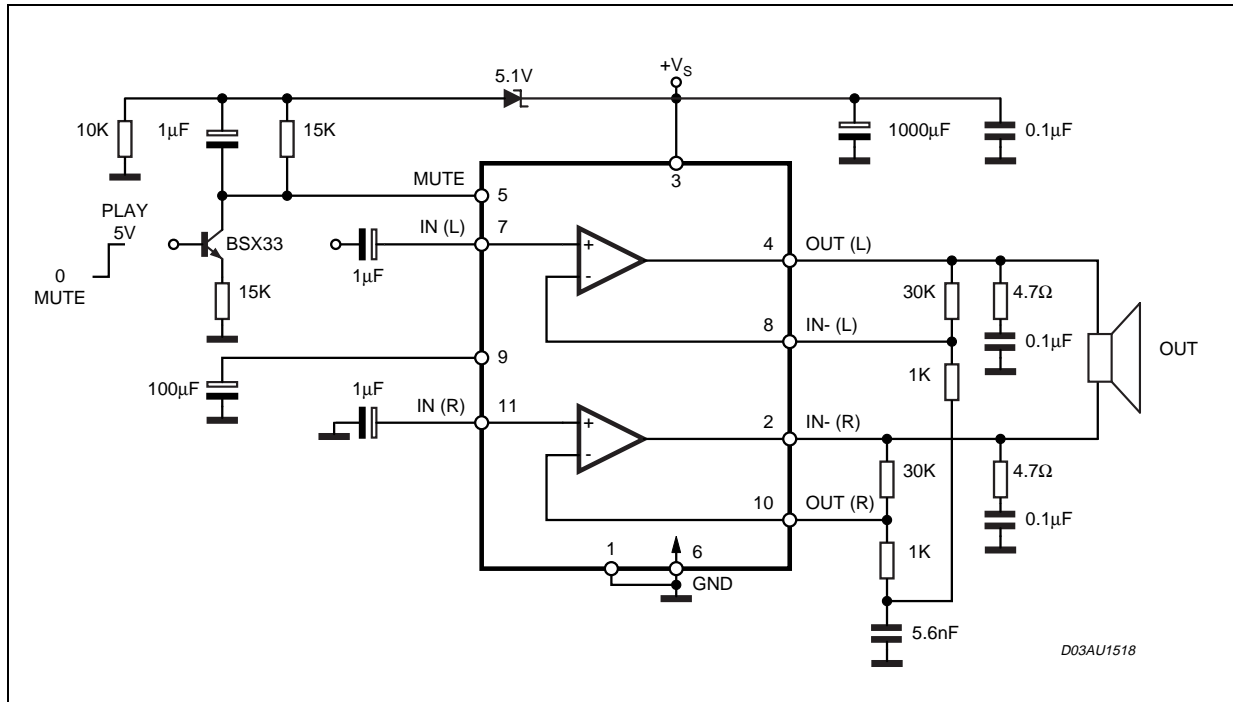 +VS
5.1V
10K
1µF
15K
1000µF
0.1µF
3
MUTE
5
PLAY
5V
BSX33
IN (L)
7
4
OUT (L)
+
-
1µF
0
MUTE
15K
30K
4.7Ω
8
IN- (L)
0.1µF
OUT
9
1K
100µF
1µF
IN (R)
11
2
IN- (R)
+
-
30K
4.7Ω
10
OUT (R)
0.1µF
1
6
1K
GND
5.6nF
D03AU1518